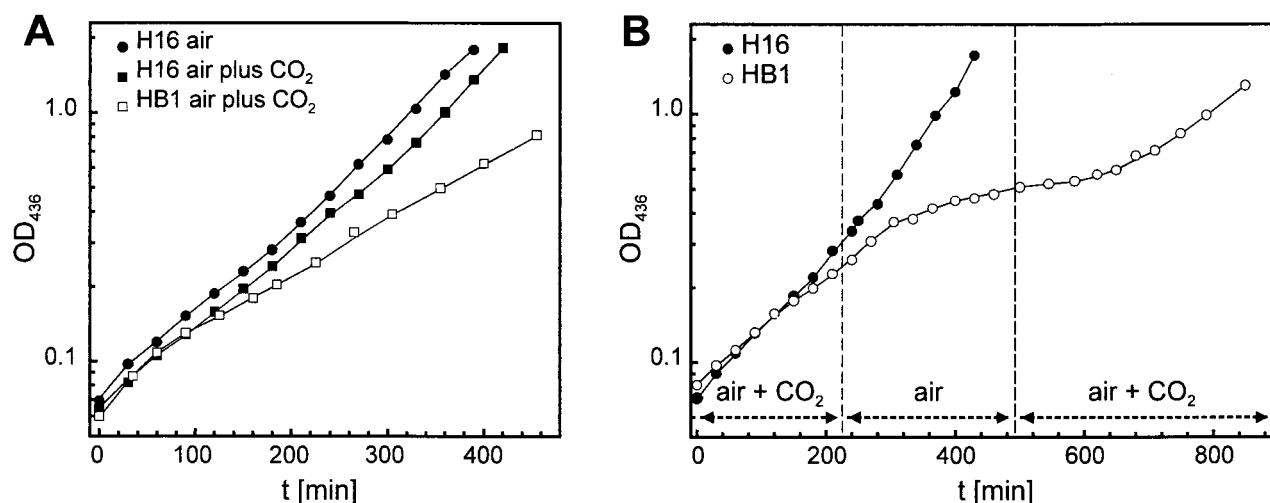 A
H16 air
H16 air plus CO₂
HB1 air plus CO₂
1.0
0.1
OD₄₃₆
0 100 200 300 400
t [min]
B
H16
HB1
1.0
0.1
OD₄₃₆
air + CO₂ air air + CO₂
0 200 400 600 800
t [min]